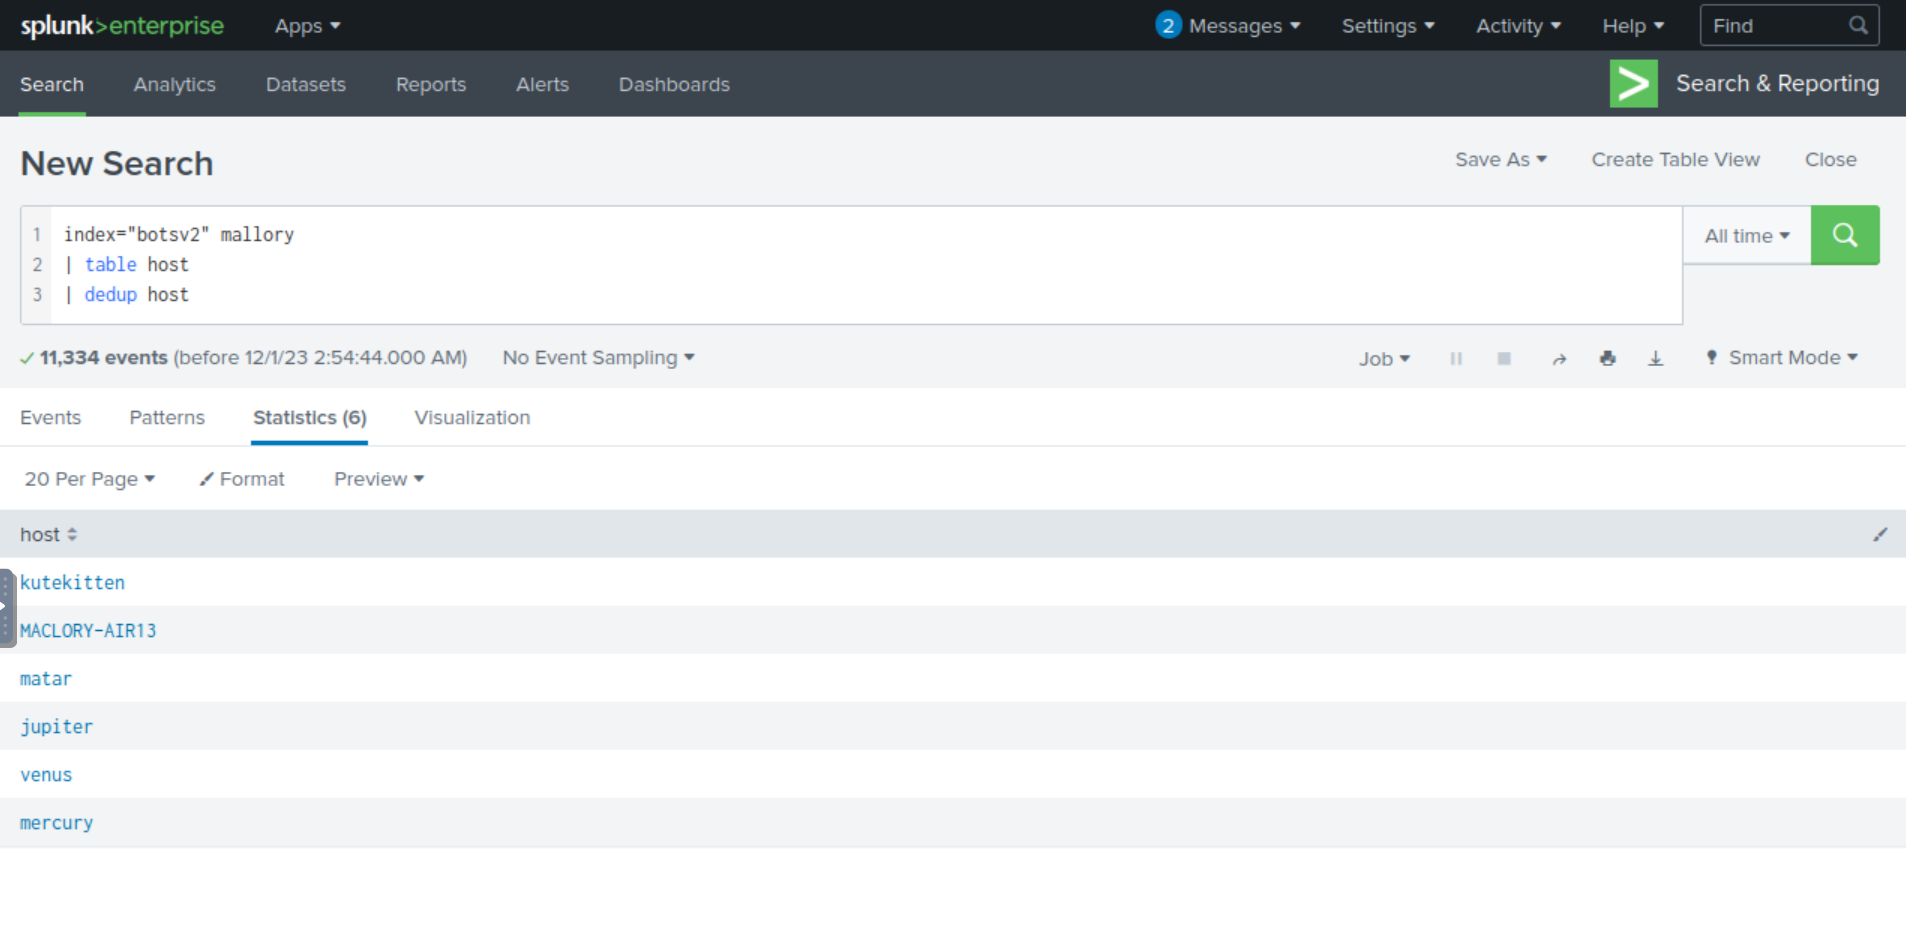 splunk>enterprise Apps 2 Messages Settings Activity Help Find
Search Analytics Datasets Reports Alerts Dashboards Search & Reporting
New Search Save As Create Table View Close
1 index="botsv2" mallory All time
2 | table host
3 | dedup host
11,334 events (before 12/1/23 2:54:44.000 AM) No Event Sampling Job Smart Mode
Events Patterns Statistics (6) Visualization
20 Per Page Format Preview
host
kutekitten
MACLORY-AIR13
matar
jupiter
venus
mercury